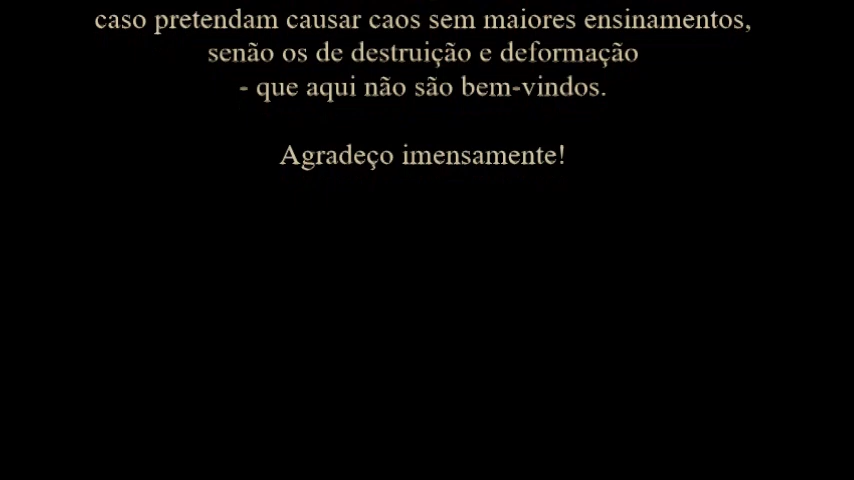 caso pretendam causar caos sem maiores ensinamentos,
senão os de destruição e deformação
- que aqui não são bem-vindos.
Agradeço imensamente!